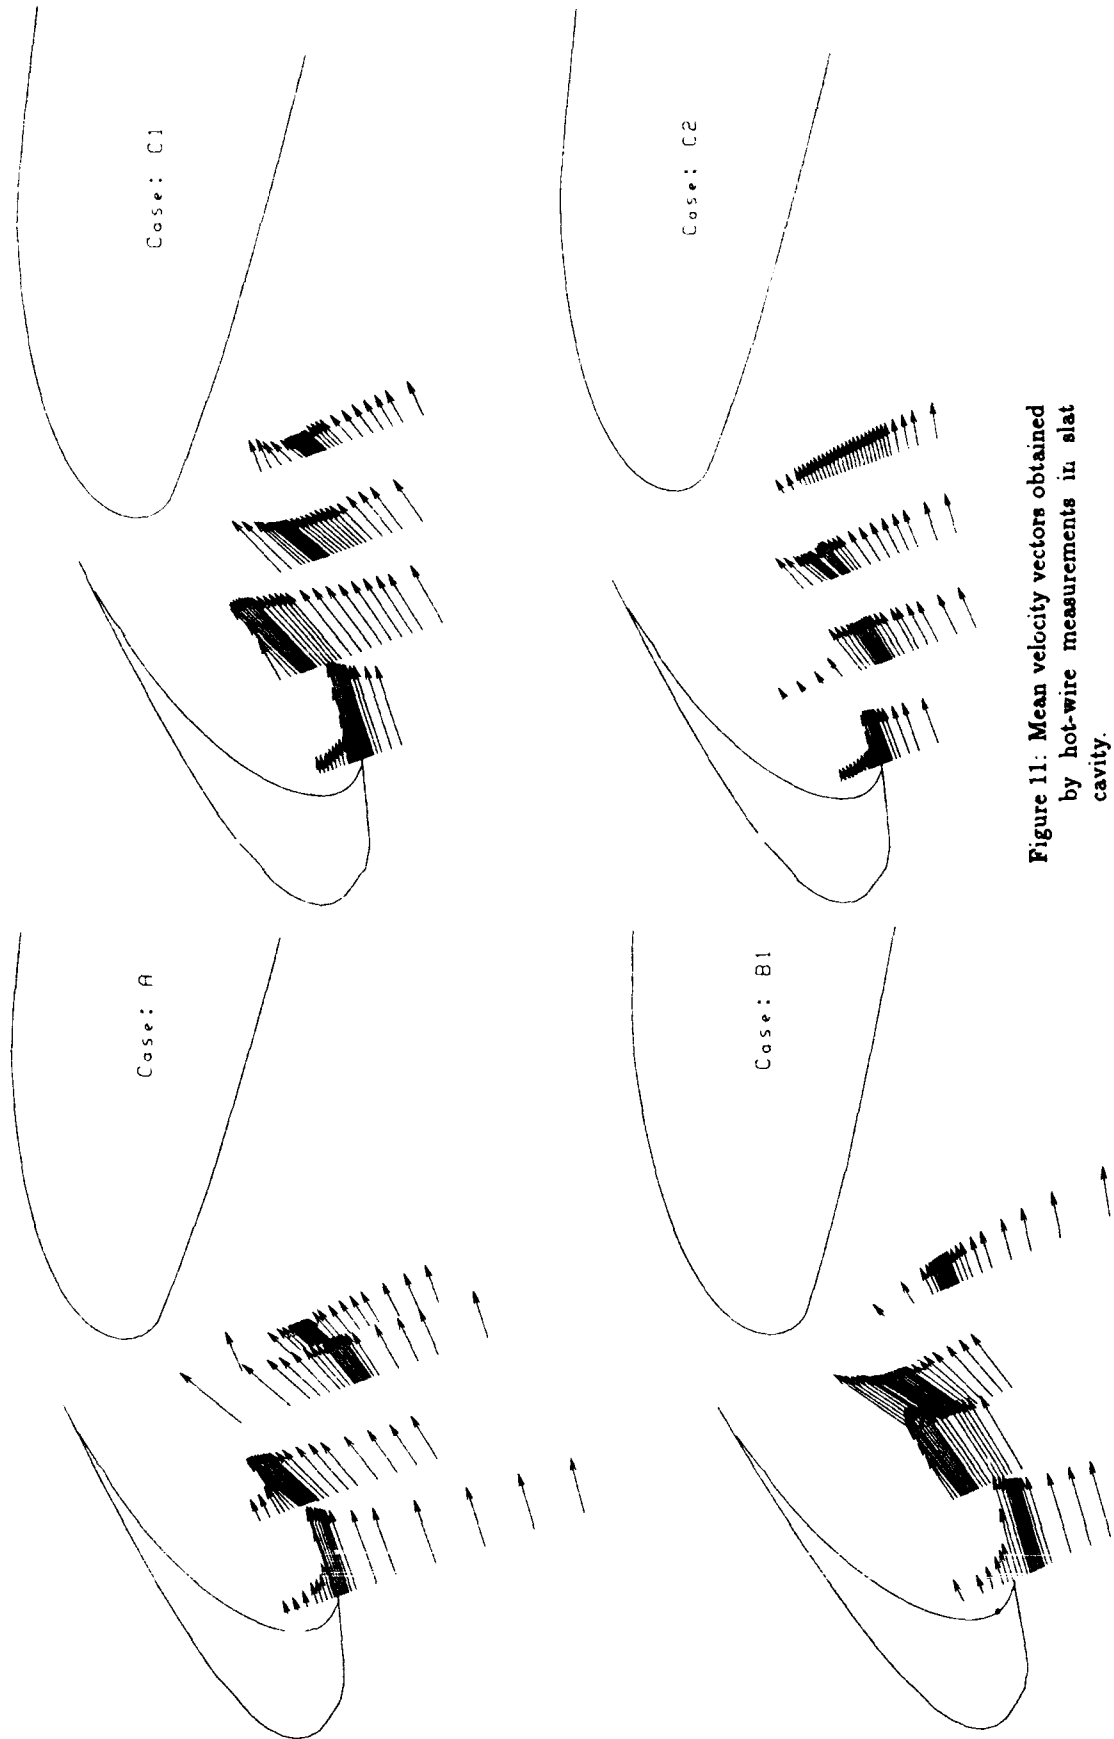 Case: A
Case: C1
Case: B1
Case: C2
Figure 11: Mean velocity vectors obtained
by hot-wire measurements in slat
cavity.